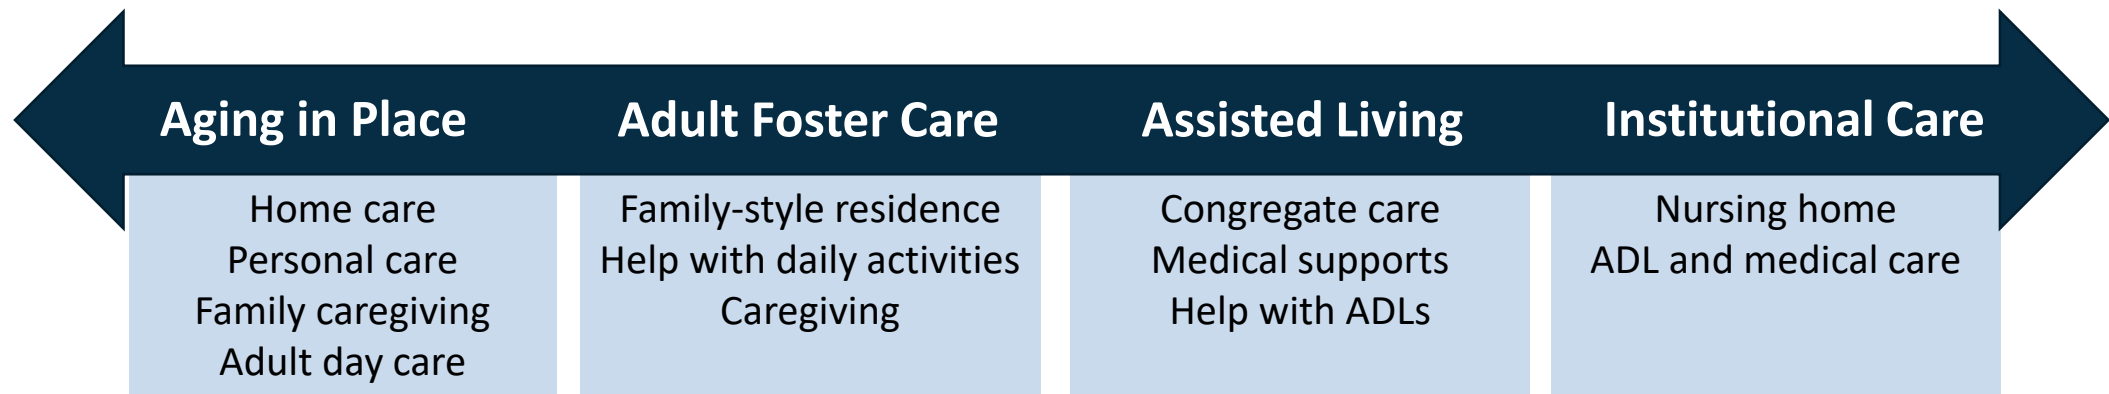 Aging in Place
Adult Foster Care
Assisted Living
Institutional Care
Home care
Personal care
Family caregiving
Adult day care
Family-style residence
Help with daily activities
Caregiving
Congregate care
Medical supports
Help with ADLs
Nursing home
ADL and medical care